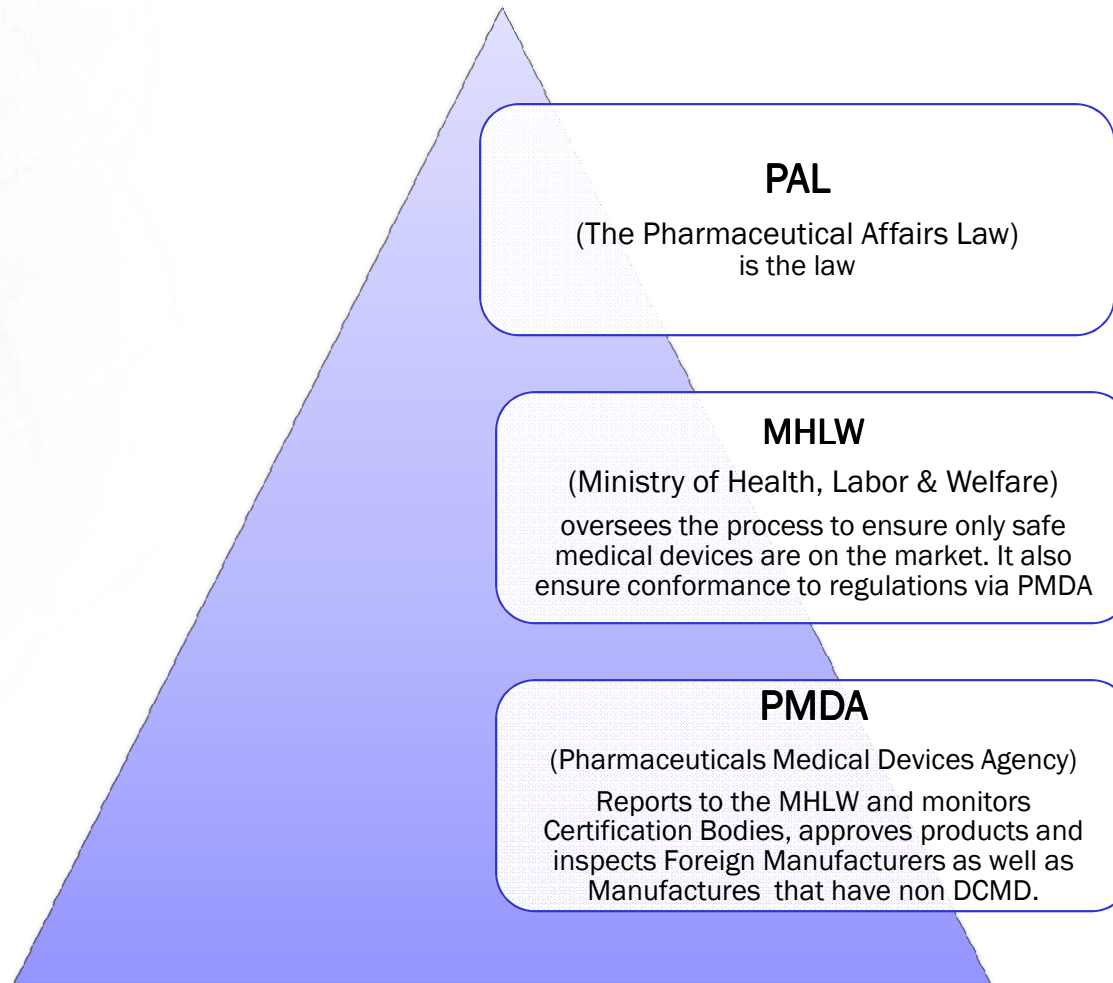 PAL
(The Pharmaceutical Affairs Law)
is the law
MHLW
(Ministry of Health, Labor & Welfare)
oversees the process to ensure only safe
medical devices are on the market. It also
ensure conformance to regulations via PMDA
PMDA
(Pharmaceuticals Medical Devices Agency)
Reports to the MHLW and monitors
Certification Bodies, approves products and
inspects Foreign Manufacturers as well as
Manufactures  that have non DCMD.